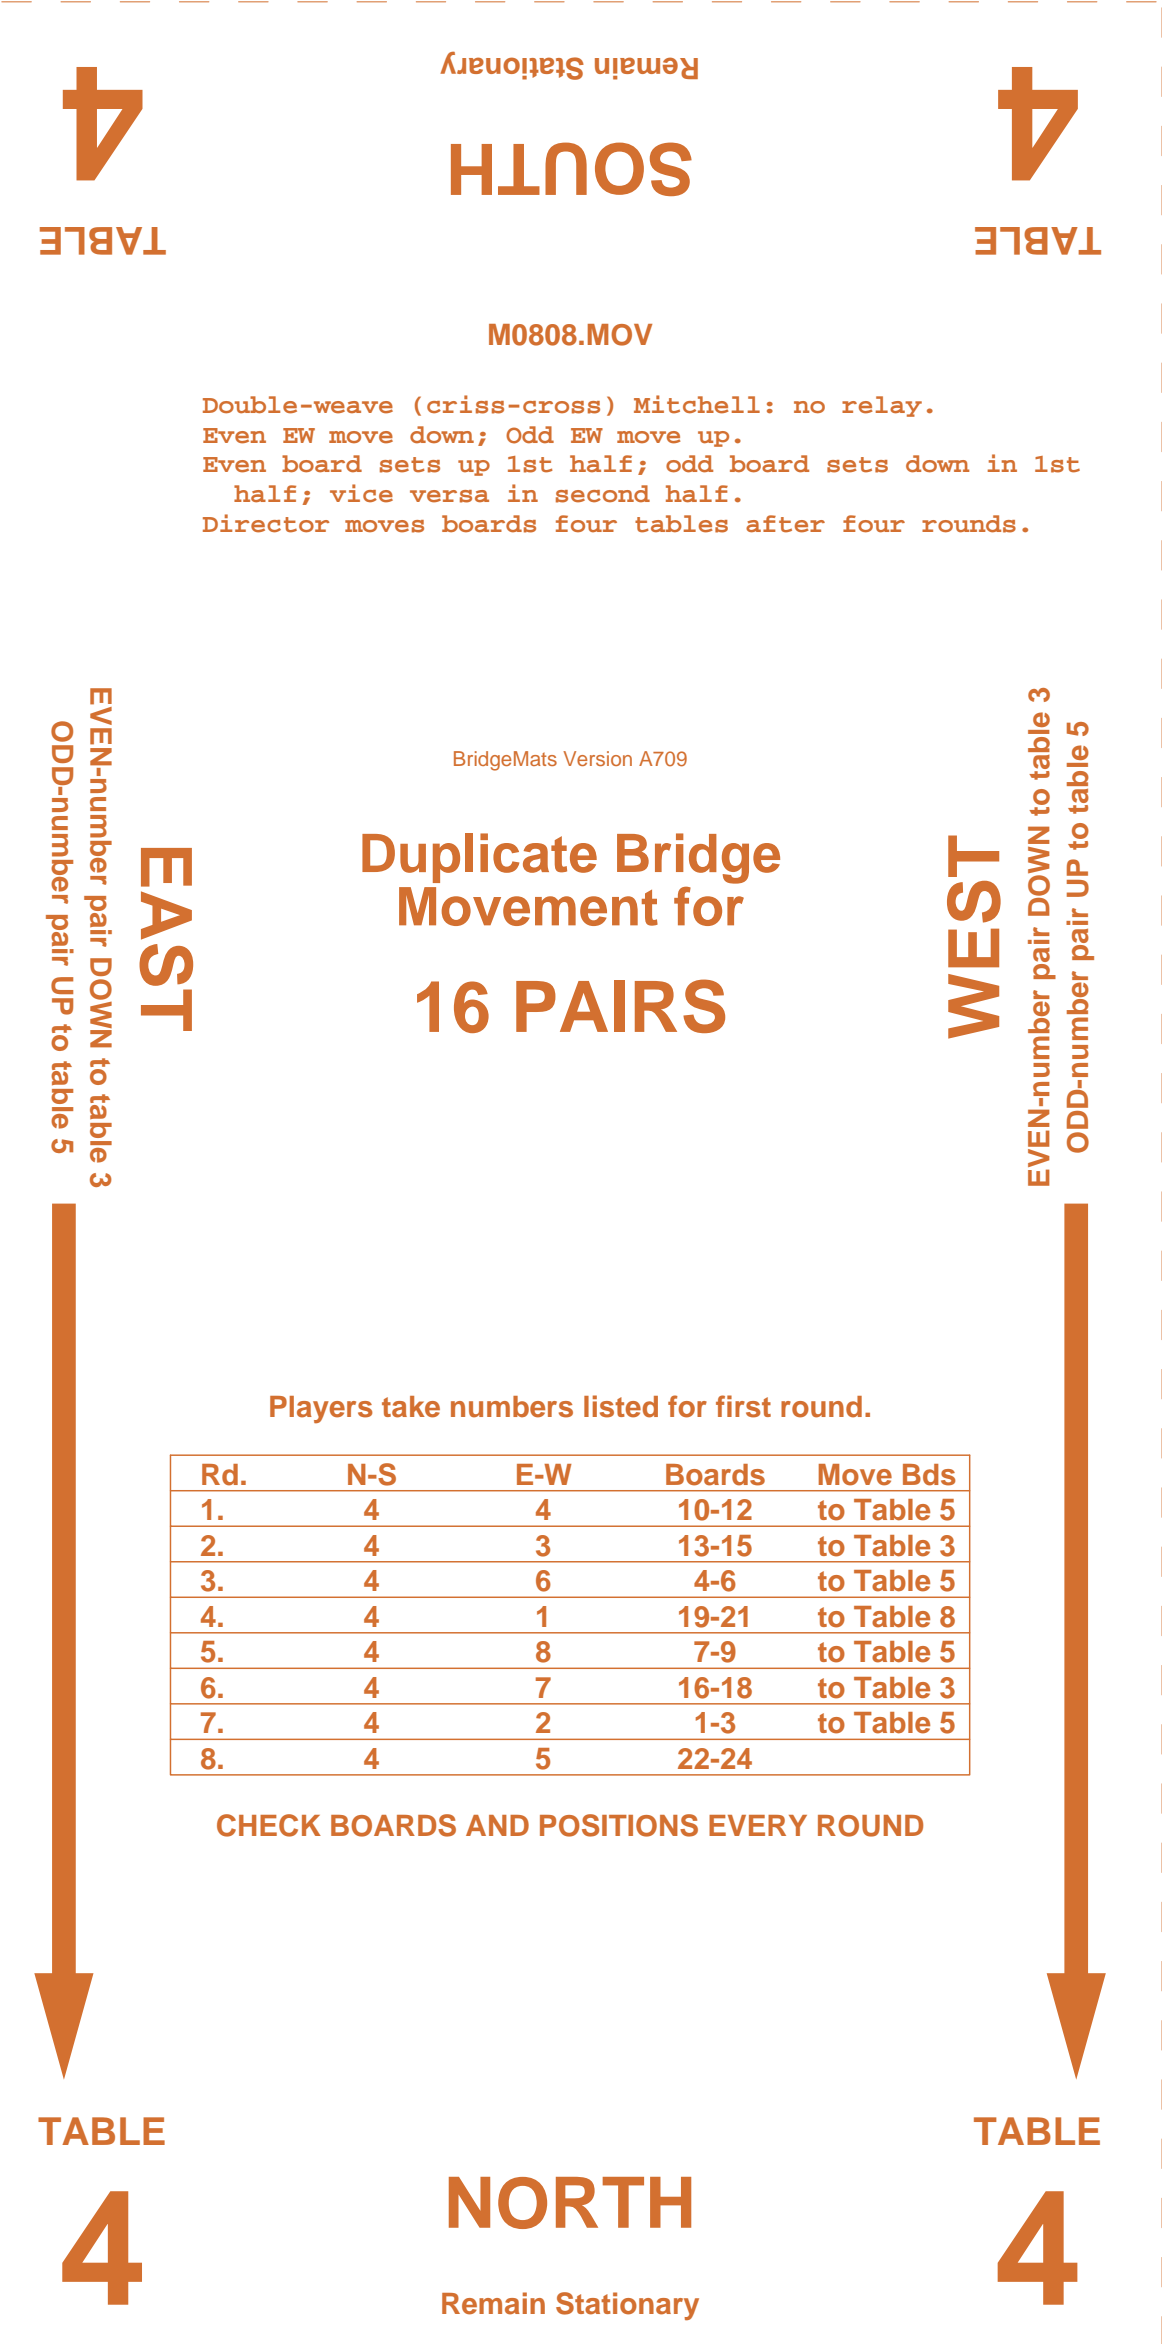 Remain Stationary
SOUTH
TABLE
4
TABLE
4
M0808.MOV
Double-weave (criss-cross) Mitchell: no relay.
Even EW move down; Odd EW move up.
Even board sets up 1st half; odd board sets down in 1st
half; vice versa in second half.
Director moves boards four tables after four rounds.
EAST
EVEN-number pair DOWN to table 3
ODD-number pair UP to table 5
BridgeMats Version A709
Duplicate Bridge
Movement for
16 PAIRS
WEST
EVEN-number pair DOWN to table 3
ODD-number pair UP to table 5
Players take numbers listed for first round.
Rd. N-S E-W Boards Move Bds
1. 4 4 10-12 to Table 5
2. 4 3 13-15 to Table 3
3. 4 6 4-6 to Table 5
4. 4 1 19-21 to Table 8
5. 4 8 7-9 to Table 5
6. 4 7 16-18 to Table 3
7. 4 2 1-3 to Table 5
8. 4 5 22-24
CHECK BOARDS AND POSITIONS EVERY ROUND
TABLE
4
TABLE
4
NORTH
Remain Stationary